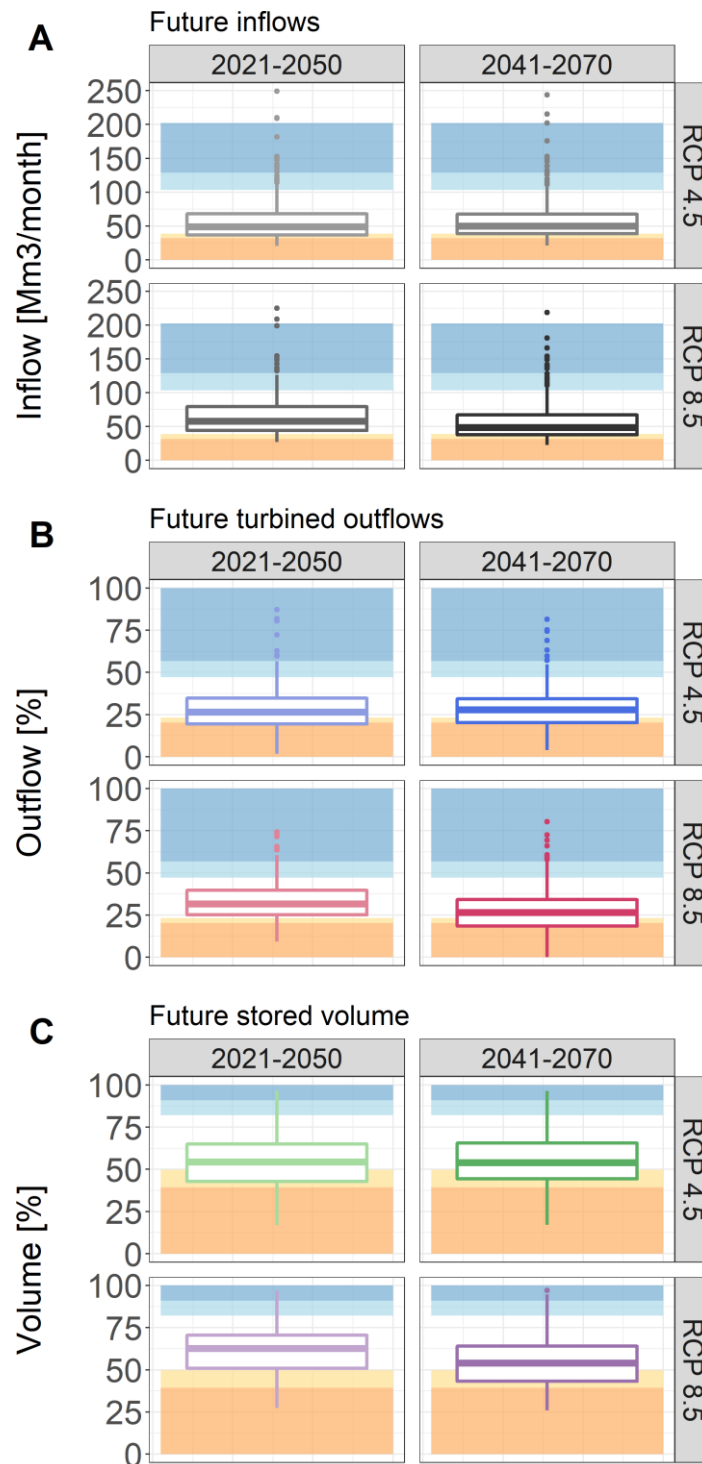 A
Future inflows
2021-2050
2041-2070
Inflow [Mm3/month]
250
200
150
100
50
0
RCP 4.5
250
200
150
100
50
0
RCP 8.5
B
Future turbined outflows
2021-2050
2041-2070
Outflow [%]
100
75
50
25
0
RCP 4.5
100
75
50
25
0
RCP 8.5
C
Future stored volume
2021-2050
2041-2070
Volume [%]
100
75
50
25
0
RCP 4.5
100
75
50
25
0
RCP 8.5